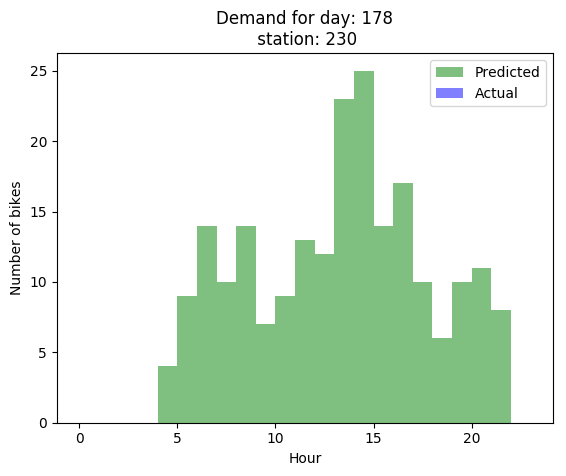 Demand for day: 178
station: 230
Predicted
Actual
Number of bikes
25
20
15
10
5
0
0
5
10
15
20
Hour